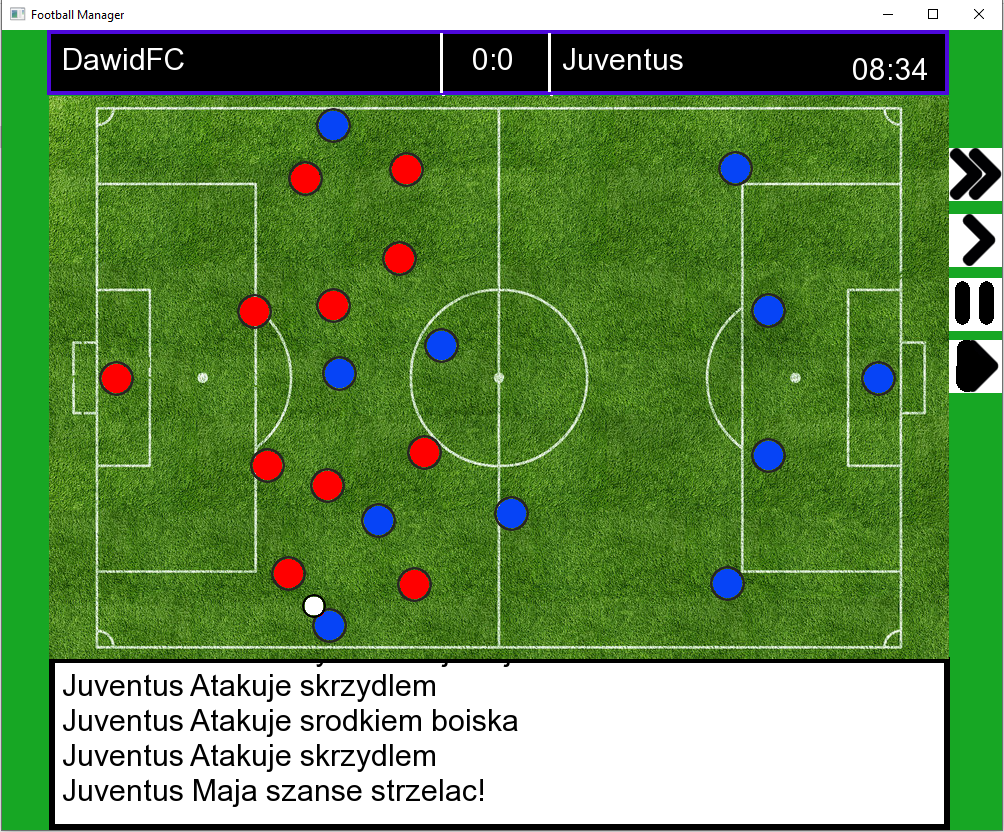 Football Manager
DawidFC
0:0
Juventus
08:34
Juventus Atakuje skrzydlem
Juventus Atakuje srodkiem boiska
Juventus Atakuje skrzydlem
Juventus Maja szanse strzelac!